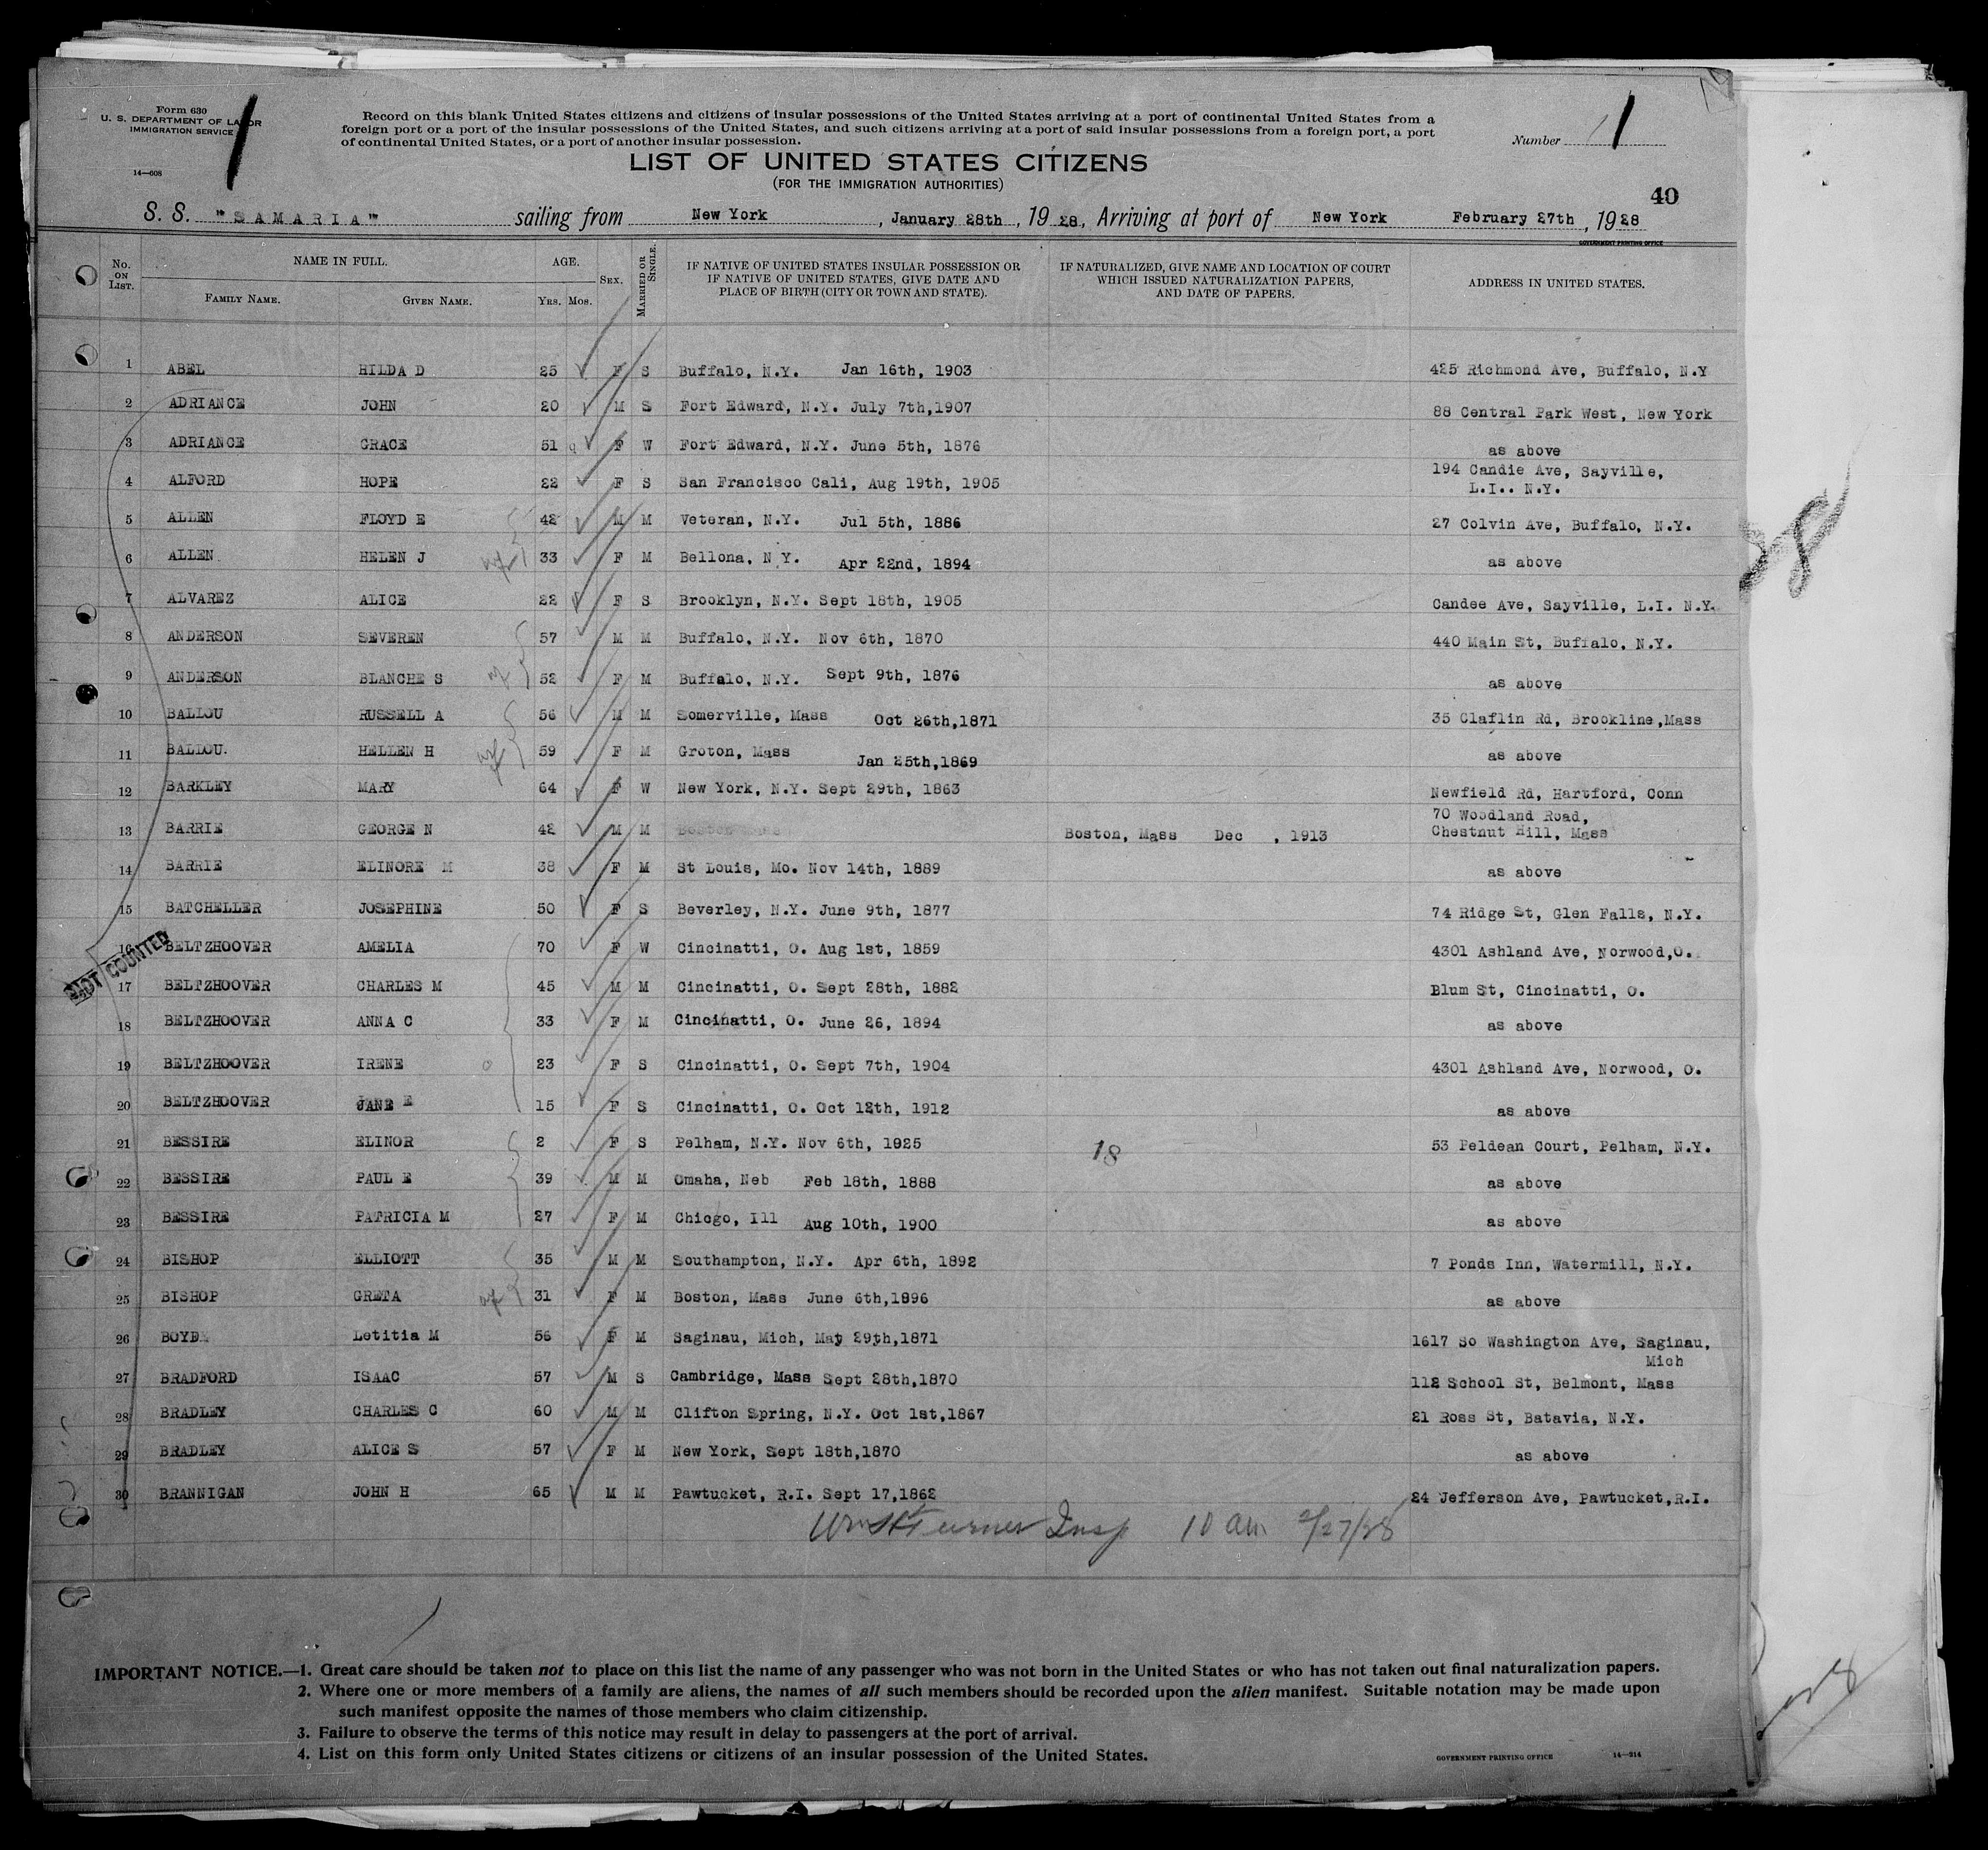 Form 630
U. S. DEPARTMENT OF LABOR
IMMIGRATION SERVICE
14—608
Record on this blank United States citizens and citizens of insular possessions of the United States arriving at a port of continental United States from a
foreign port or a port of the insular possessions of the United States, and such citizens arriving at a port of said insular possessions from a foreign port, a port
of continental United States, or a port of another insular possession.
Number 1
LIST OF UNITED STATES CITIZENS
(FOR THE IMMIGRATION AUTHORITIES)
40
S. S. "SAMARIA" sailing from New York, January 28th, 1928, Arriving at port of New York February 27th, 1928
GOVERNMENT PRINTING OFFICE
No. ON LIST. NAME IN FULL. FAMILY NAME. GIVEN NAME. AGE. YRS. MOS. SEX. MARRIED OR SINGLE. IF NATIVE OF UNITED STATES INSULAR POSSESSION OR IF NATIVE OF UNITED STATES, GIVE DATE AND PLACE OF BIRTH (CITY OR TOWN AND STATE). IF NATURALIZED, GIVE NAME AND LOCATION OF COURT WHICH ISSUED NATURALIZATION PAPERS, AND DATE OF PAPERS. ADDRESS IN UNITED STATES.
1 ABEL HILDA D 25 F S Buffalo, N.Y. Jan 16th, 1903 425 Richmond Ave, Buffalo, N.Y
2 ADRIANCE JOHN 20 M S Fort Edward, N.Y. July 7th,1907 88 Central Park West, New York
3 ADRIANCE GRACE 51 F W Fort Edward, N.Y. June 5th, 1876 as above
4 ALFORD HOPE 22 F S San Francisco Cali, Aug 19th, 1905 194 Candie Ave, Sayville,
L.I.. N.Y.
5 ALLEN FLOYD E 42 M M Veteran, N.Y. Jul 5th, 1886 27 Colvin Ave, Buffalo, N.Y.
6 ALLEN HELEN J 33 F M Bellona, N.Y. Apr 22nd, 1894 as above
7 ALVAREZ ALICE 22 F S Brooklyn, N.Y. Sept 18th, 1905 Candee Ave, Sayville, L.I. N.Y.
8 ANDERSON SEVEREN 57 M M Buffalo, N.Y. Nov 6th, 1870 440 Main St, Buffalo, N.Y.
9 ANDERSON BLANCHE S 52 F M Buffalo, N.Y. Sept 9th, 1876 as above
10 BALLOU RUSSELL A 56 M M Somerville, Mass Oct 26th,1871 35 Claflin Rd, Brookline,Mass
11 BALLOU. HELLEN H 59 F M Groton, Mass Jan 25th,1869 as above
12 BARKLEY MARY 64 F W New York, N.Y. Sept 29th, 1863 Newfield Rd, Hartford, Conn
13 BARRIE GEORGE N 42 M M Boston, Mass Dec , 1913 70 Woodland Road,
Chestnut Hill, Mass
14 BARRIE ELINORE M 38 F M St Louis, Mo. Nov 14th, 1889 as above
15 BATCHELLER JOSEPHINE 50 F S Beverley, N.Y. June 9th, 1877 74 Ridge St, Glen Falls, N.Y.
NOT COUNTED
16 BELTZHOOVER AMELIA 70 F W Cincinatti, O. Aug 1st, 1859 4301 Ashland Ave, Norwood,O.
17 BELTZHOOVER CHARLES M 45 M M Cincinatti, O. Sept 28th, 1882 Blum St, Cincinatti, O.
18 BELTZHOOVER ANNA C 33 F M Cincinatti, O. June 26, 1894 as above
19 BELTZHOOVER IRENE 23 F S Cincinatti, O. Sept 7th, 1904 4301 Ashland Ave, Norwood, O.
20 BELTZHOOVER JANE E 15 F S Cincinatti, O. Oct 12th, 1912 as above
21 BESSIRE ELINOR 2 F S Pelham, N.Y. Nov 6th, 1925 18 53 Peldean Court, Pelham, N.Y.
22 BESSIRE PAUL E 39 M M Omaha, Neb Feb 18th, 1888 as above
23 BESSIRE PATRICIA M 27 F M Chicgo, Ill Aug 10th, 1900 as above
24 BISHOP ELLIOTT 35 M M Southampton, N.Y. Apr 6th, 1892 7 Ponds Inn, Watermill, N.Y.
25 BISHOP GRETA 31 F M Boston, Mass June 6th,1896 as above
26 BOYD Letitia M 56 F M Saginau, Mich, May 29th,1871 1617 So Washington Ave, Saginau,
Mich
27 BRADFORD ISAAC 57 M S Cambridge, Mass Sept 28th,1870 112 School St, Belmont, Mass
28 BRADLEY CHARLES C 60 M M Clifton Spring, N.Y. Oct 1st,1867 21 Ross St, Batavia, N.Y.
29 BRADLEY ALICE S 57 F M New York, Sept 18th,1870 as above
30 BRANNIGAN JOHN H 65 M M Pawtucket, R.I. Sept 17,1862 24 Jefferson Ave, Pawtucket,R.I.
Wm H Turner Insp 10 am 2/27/28
IMPORTANT NOTICE.—1. Great care should be taken not to place on this list the name of any passenger who was not born in the United States or who has not taken out final naturalization papers.
2. Where one or more members of a family are aliens, the names of all such members should be recorded upon the alien manifest. Suitable notation may be made upon
such manifest opposite the names of those members who claim citizenship.
3. Failure to observe the terms of this notice may result in delay to passengers at the port of arrival.
4. List on this form only United States citizens or citizens of an insular possession of the United States.
GOVERNMENT PRINTING OFFICE 14—214